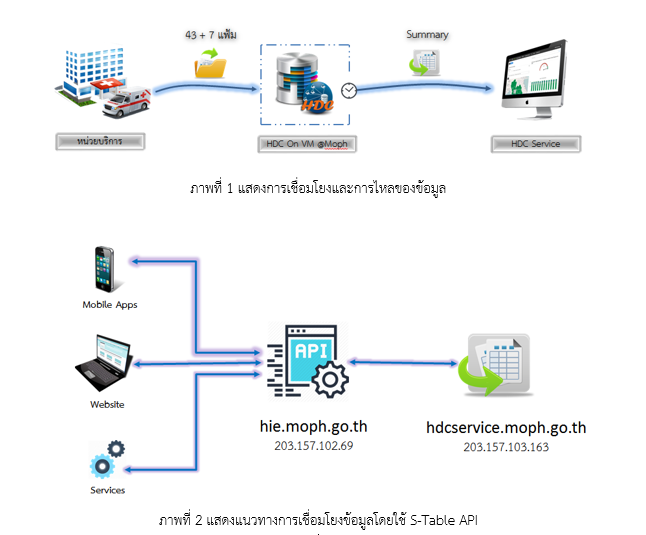 43 + 7 แฟ้ม
Summary
HDC
หน่วยบริการ
HDC On VM @Moph
HDC Service
ภาพที่ 1 แสดงการเชื่อมโยงและการไหลของข้อมูล
Mobile Apps
API
Website
hie.moph.go.th
203.157.102.69
hdcservice.moph.go.th
203.157.103.163
Services
ภาพที่ 2 แสดงแนวทางการเชื่อมโยงข้อมูลโดยใช้ S-Table API